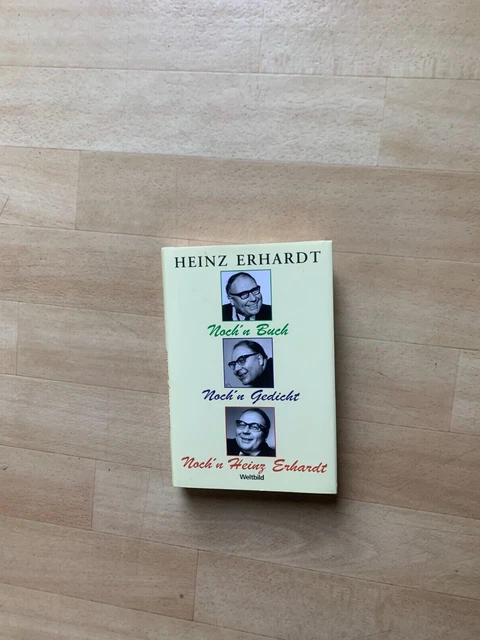 HEINZ ERHARDT
Noch'n Buch
Noch'n Gedicht
Noch'n Heinz Erhardt
Weltbild